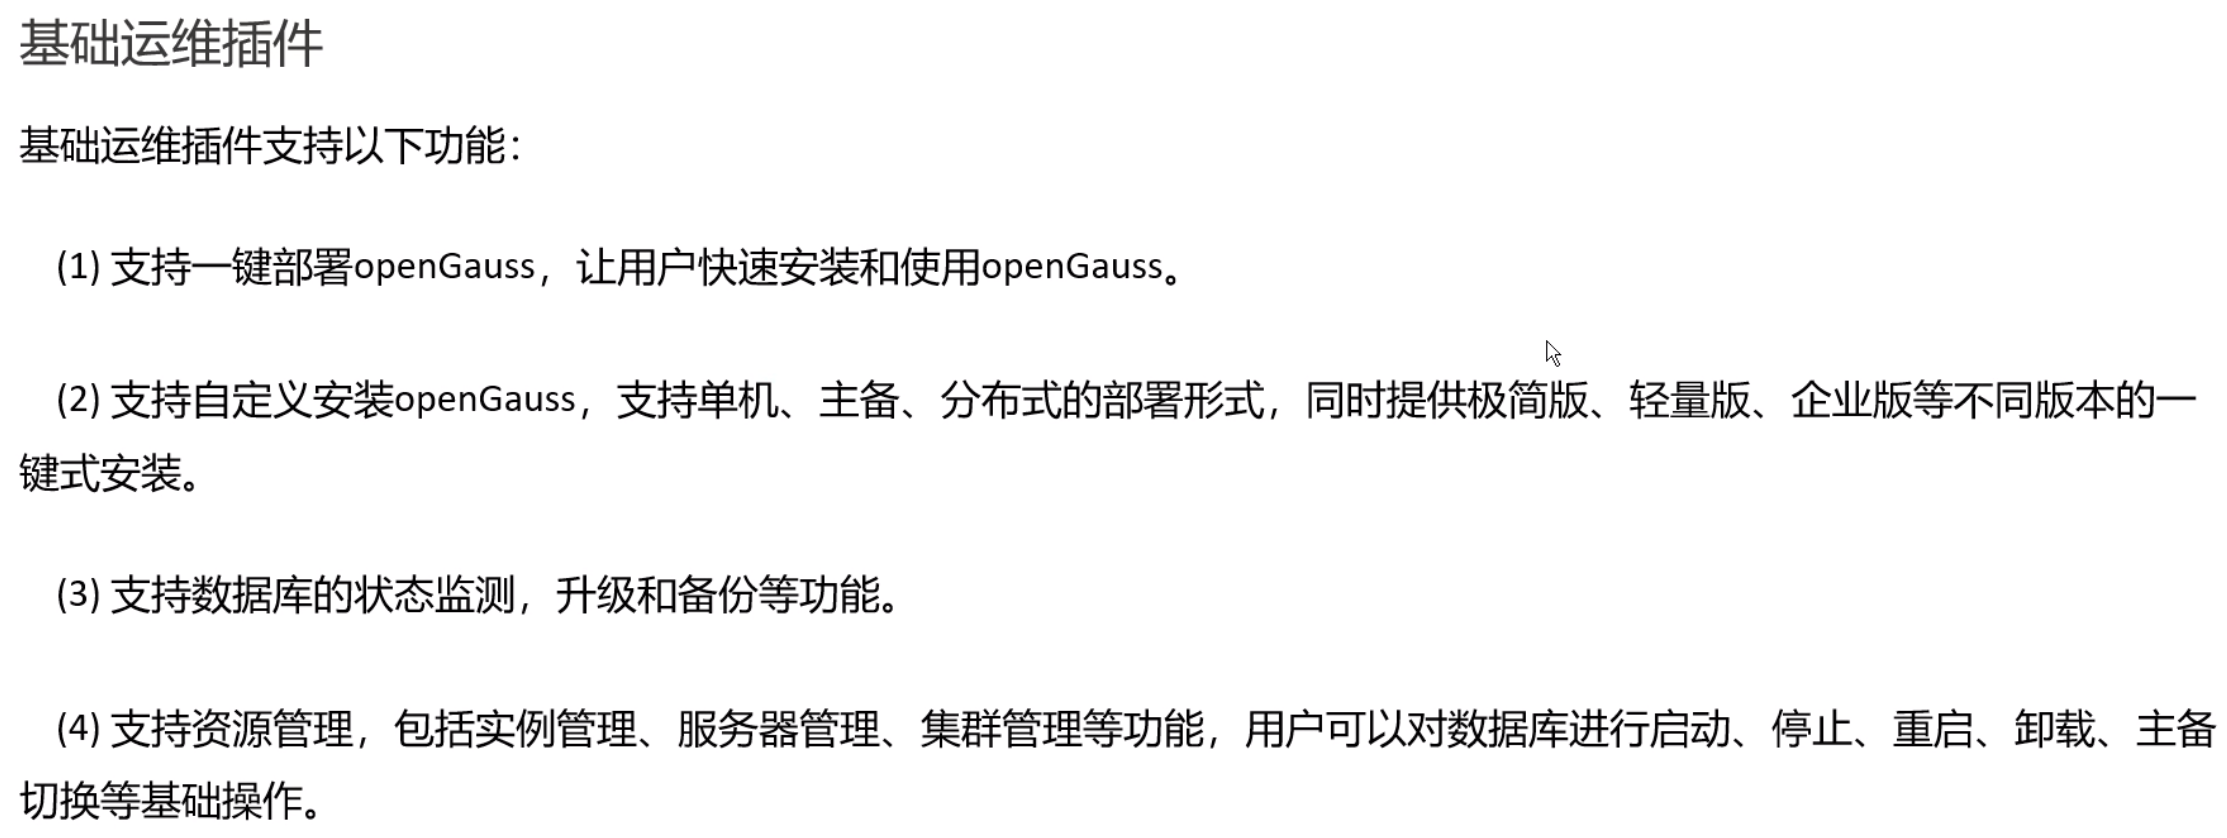 基础运维插件
基础运维插件支持以下功能：
(1) 支持一键部署openGauss，让用户快速安装和使用openGauss。
(2) 支持自定义安装openGauss，支持单机、主备、分布式的部署形式，同时提供极简版、轻量版、企业版等不同版本的一
键式安装。
(3) 支持数据库的状态监测，升级和备份等功能。
(4) 支持资源管理，包括实例管理、服务器管理、集群管理等功能，用户可以对数据库进行启动、停止、重启、卸载、主备
切换等基础操作。